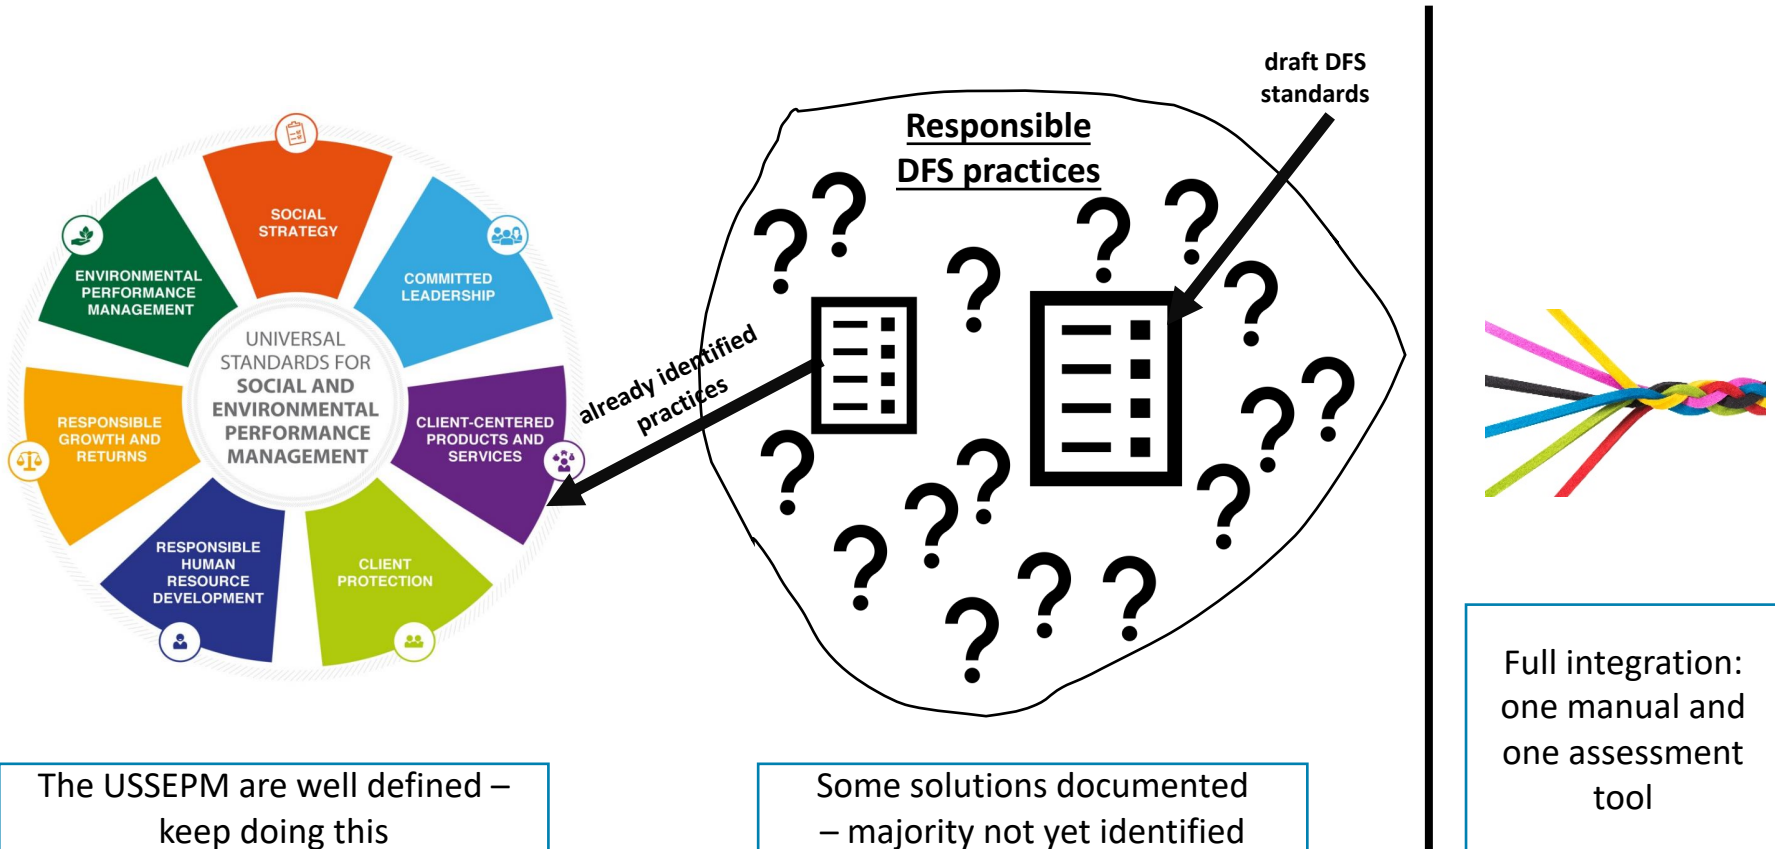 draft DFS
standards
Responsible
DFS practices
? ? ? ? ? ? ? ? ? ? ? ? ? ? ? ? ?
SOCIAL
STRATEGY
COMMITTED
LEADERSHIP
ENVIRONMENTAL
PERFORMANCE
MANAGEMENT
UNIVERSAL
STANDARDS FOR
SOCIAL AND
ENVIRONMENTAL
PERFORMANCE
MANAGEMENT
CLIENT-CENTERED
PRODUCTS AND
SERVICES
RESPONSIBLE
GROWTH AND
RETURNS
RESPONSIBLE
HUMAN
RESOURCE
DEVELOPMENT
CLIENT
PROTECTION
already identified
practices
The USSEPM are well defined –
keep doing this
Some solutions documented
– majority not yet identified
Full integration:
one manual and
one assessment
tool